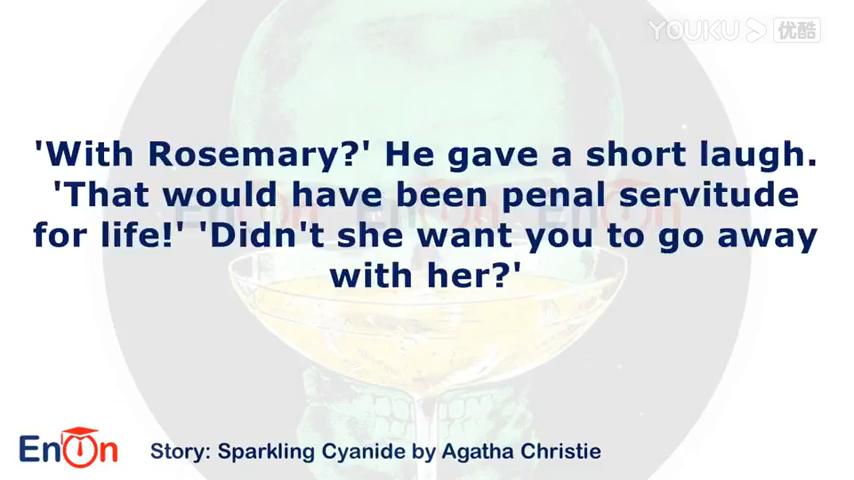 YOUKU 优酷
'With Rosemary?' He gave a short laugh.
'That would have been penal servitude
for life!' 'Didn't she want you to go away
with her?'
EnOn
Story: Sparkling Cyanide by Agatha Christie